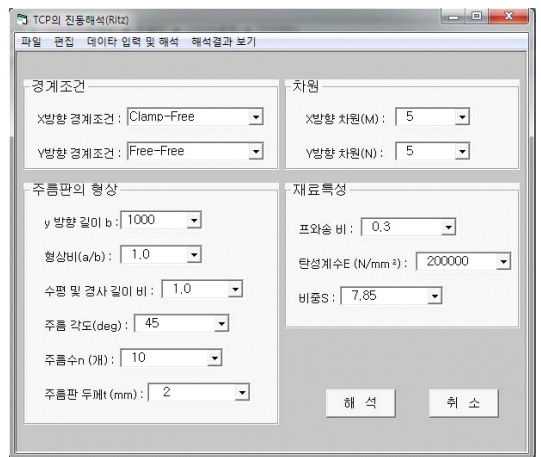 TCP의 진동해석(Ritz)
파일 편집 데이타 입력 및 해석 해석결과 보기
경계조건
X방향 경계조건 : Clamp-Free
Y방향 경계조건 : Free-Free
차원
X방향 차원(M) : 5
Y방향 차원(N) : 5
주름판의 형상
y 방향 길이 b : 1000
형상비(a/b) : 1.0
수평 및 경사 길이 비 : 1.0
주름 각도(deg) : 45
주름수n (개) : 10
주름판 두께t (mm) : 2
재료특성
프와송 비 : 0.3
탄성계수E (N/mm²) : 200000
비중S : 7.85
해 석 취 소